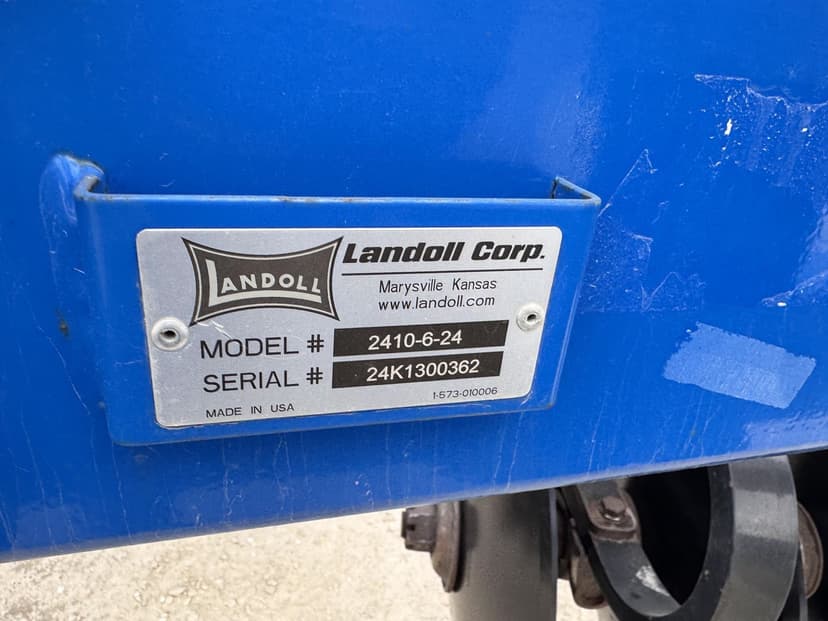 LANDOLL
Landoll Corp.
Marysville Kansas
www.landoll.com
MODEL # 2410-6-24
SERIAL # 24K1300362
MADE IN USA
1-573-010006